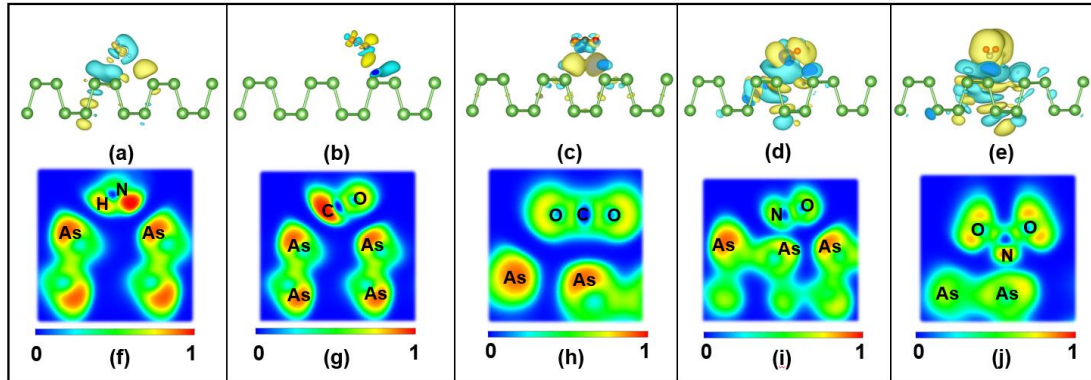 (a) (b) (c) (d) (e)
N
H
As As
0 1
(f)
C O
As As
As As
0 1
(g)
O C O
As As
0 1
(h)
N O
As As As
0 1
(i)
O O
N
As As
0 1
(j)